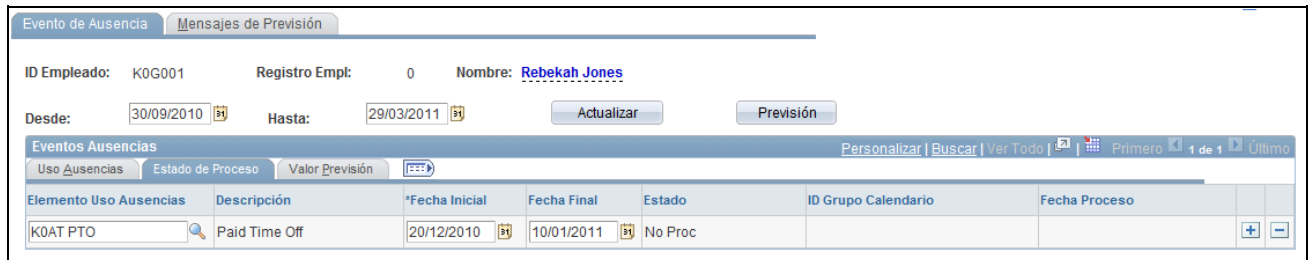 Evento de Ausencia Mensajes de Previsión
ID Empleado: K0G001 Registro Empl: 0 Nombre: Rebekah Jones
Desde: 30/09/2010 Hasta: 29/03/2011 Actualizar Previsión
Eventos Ausencias Personalizar | Buscar | Ver Todo | | Primero 1 de 1 Último
Uso Ausencias Estado de Proceso Valor Previsión
Elemento Uso Ausencias Descripción *Fecha Inicial Fecha Final Estado ID Grupo Calendario Fecha Proceso
K0AT PTO Paid Time Off 20/12/2010 10/01/2011 No Proc